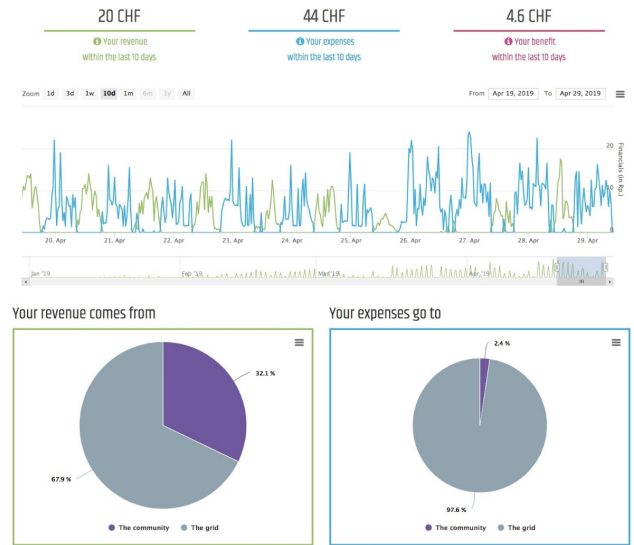 20 CHF
44 CHF
4.6 CHF
Your revenue
within the last 10 days
Your expenses
within the last 10 days
Your benefit
within the last 10 days
Zoom 1d 3d 1w 10d 1m 6m 1y All
From Apr 19, 2019 To Apr 29, 2019
20
10
0
Financials (in Rp.)
20. Apr 21. Apr 22. Apr 23. Apr 24. Apr 25. Apr 26. Apr 27. Apr 28. Apr 29. Apr
Jan '19 Feb '19 Mar '19 Apr '19
Your revenue comes from
32.1 %
67.9 %
The community The grid
Your expenses go to
2.4 %
97.6 %
The community The grid